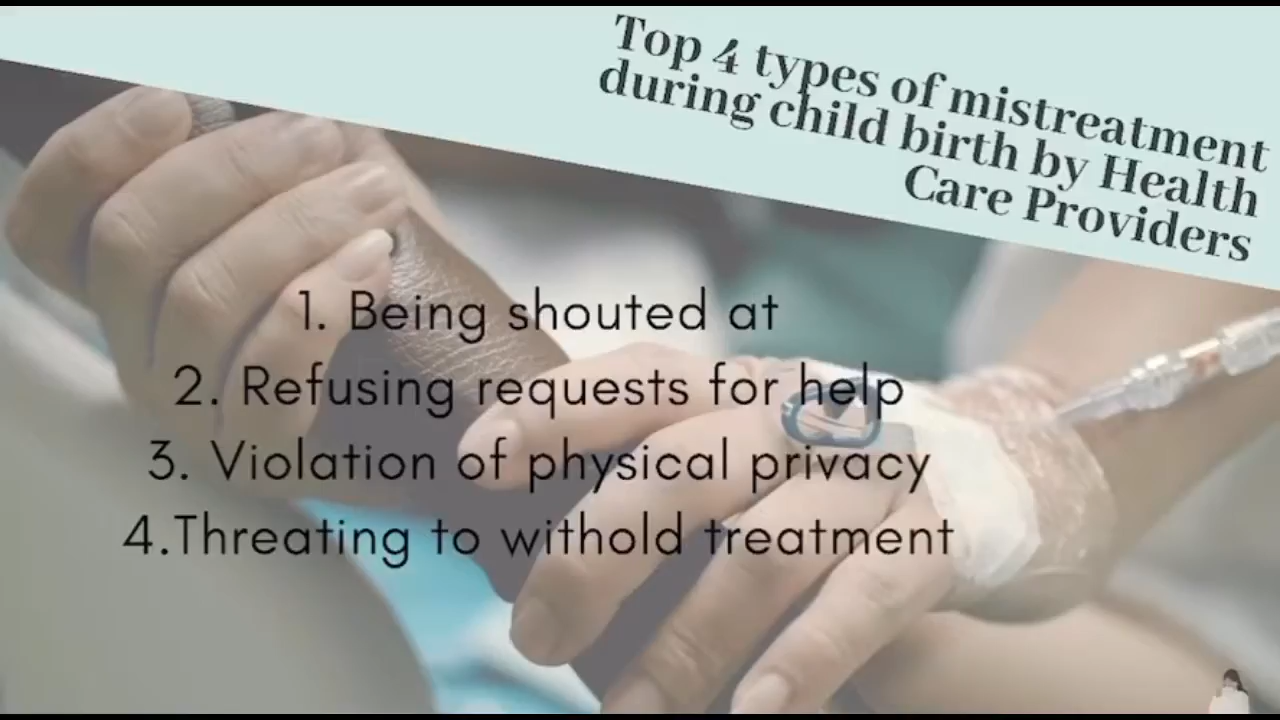 Top 4 types of mistreatment
during child birth by Health
Care Providers
1. Being shouted at
2. Refusing requests for help
3. Violation of physical privacy
4.Threating to withold treatment